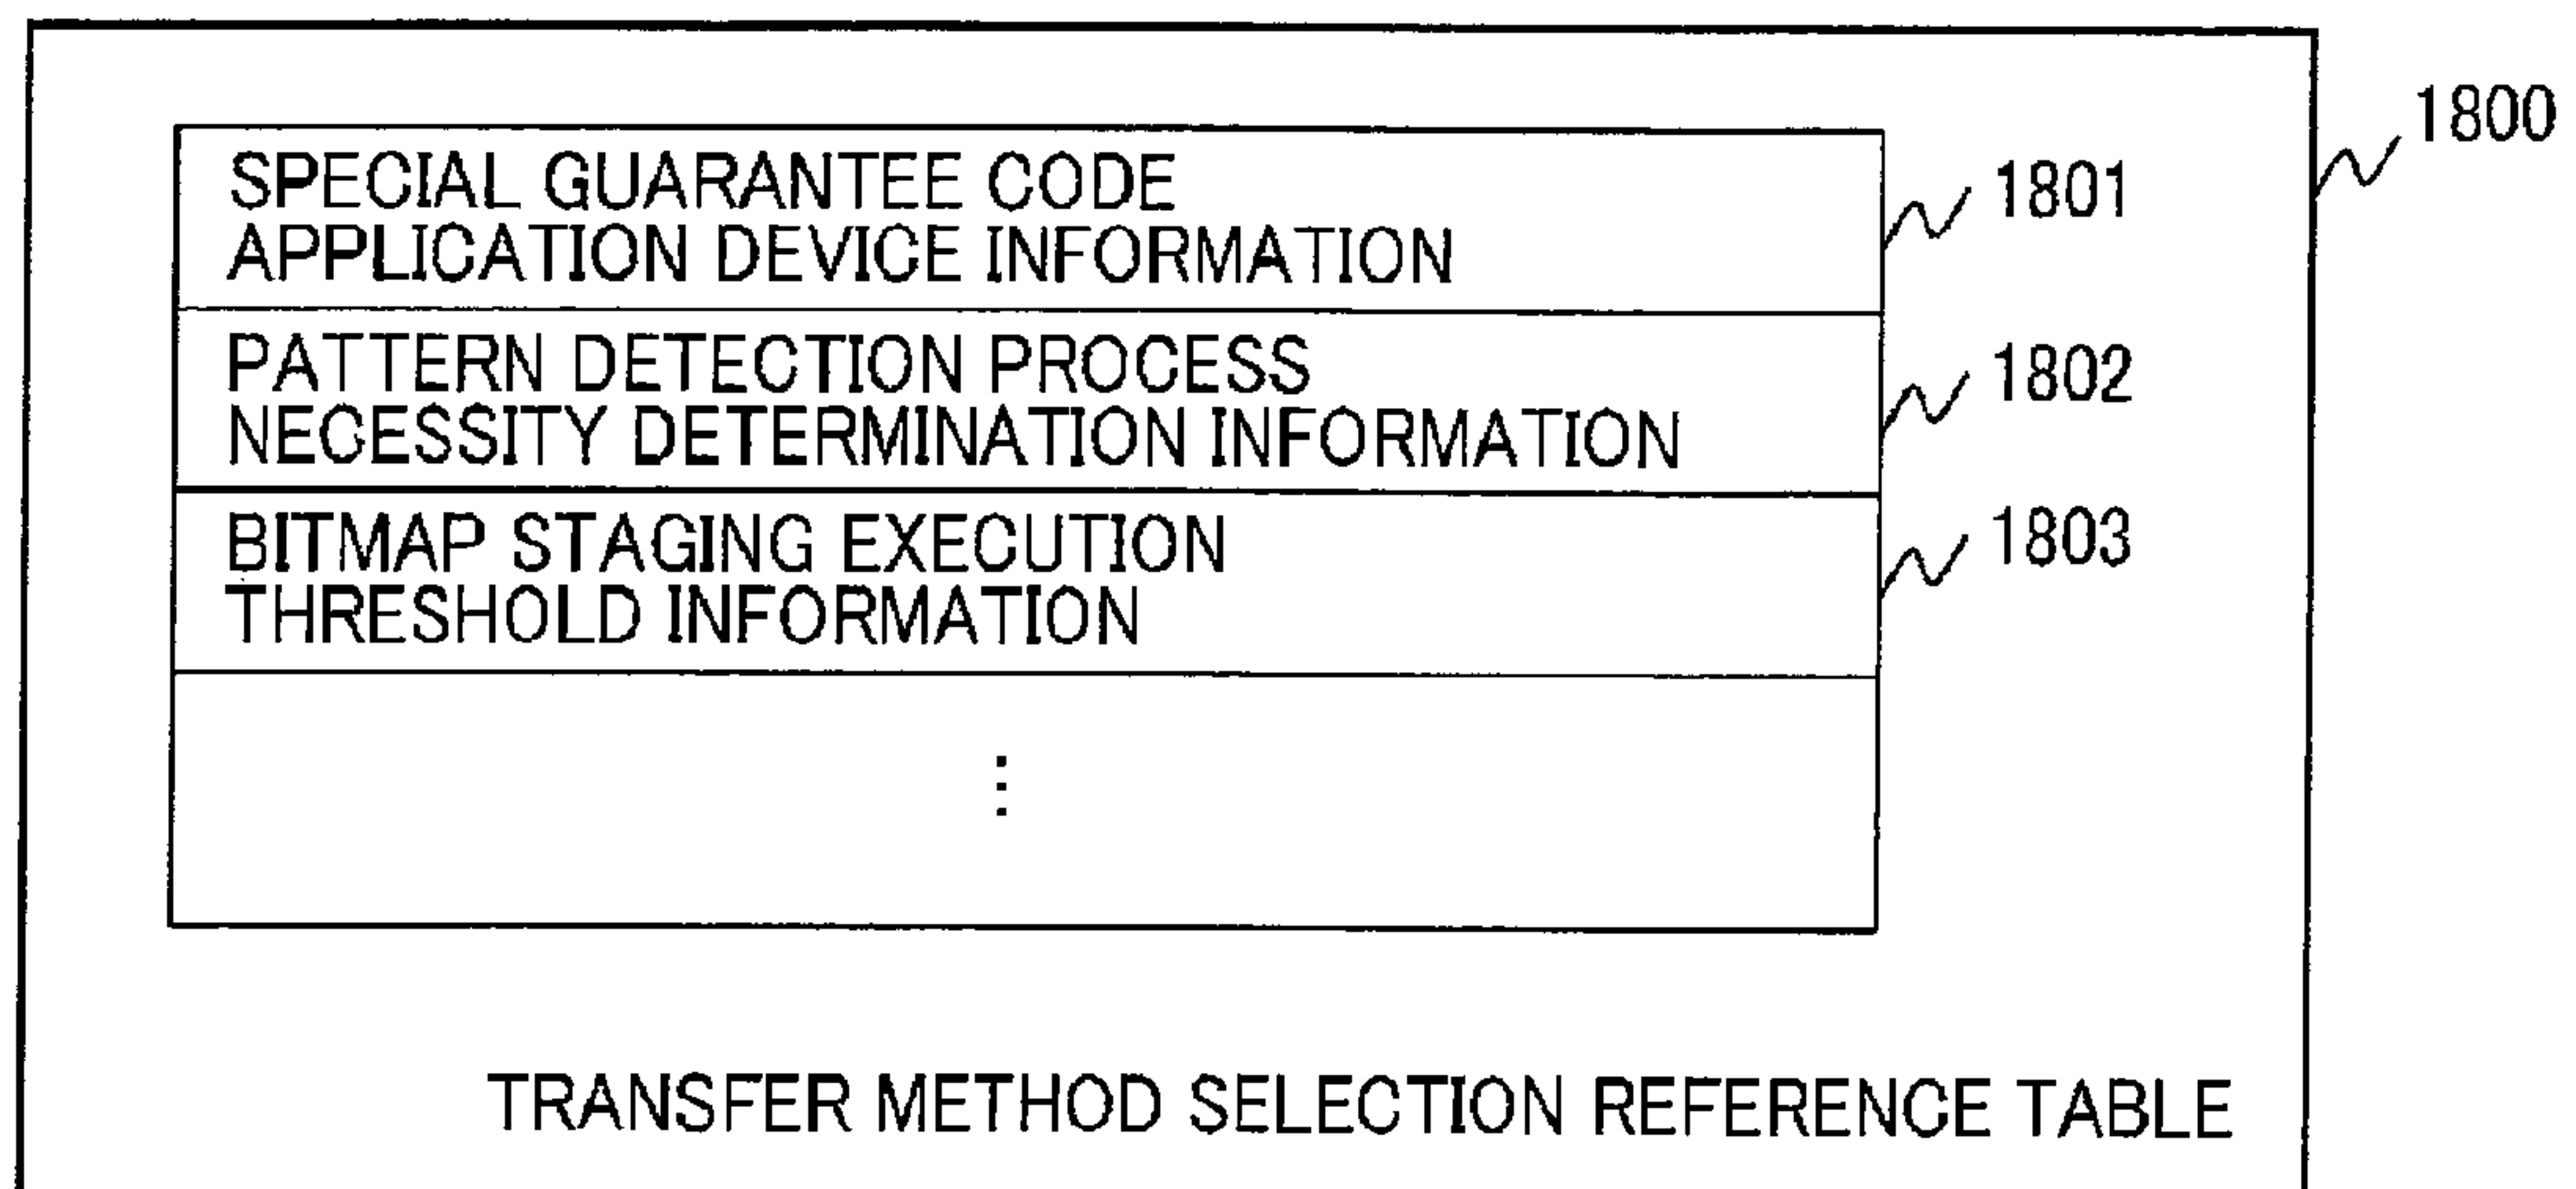 1800
SPECIAL GUARANTEE CODE
APPLICATION DEVICE INFORMATION
1801
PATTERN DETECTION PROCESS
NECESSITY DETERMINATION INFORMATION
1802
BITMAP STAGING EXECUTION
THRESHOLD INFORMATION
1803
⋮
TRANSFER METHOD SELECTION REFERENCE TABLE